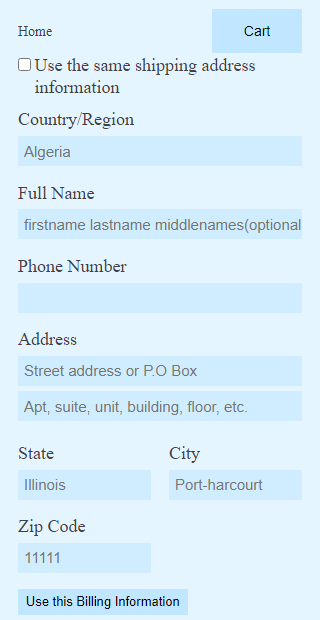 Home
Cart
Use the same shipping address
information
Country/Region
Algeria
Full Name
firstname lastname middlenames(optional
Phone Number
Address
Street address or P.O Box
Apt, suite, unit, building, floor, etc.
State
City
Illinois
Port-harcourt
Zip Code
11111
Use this Billing Information